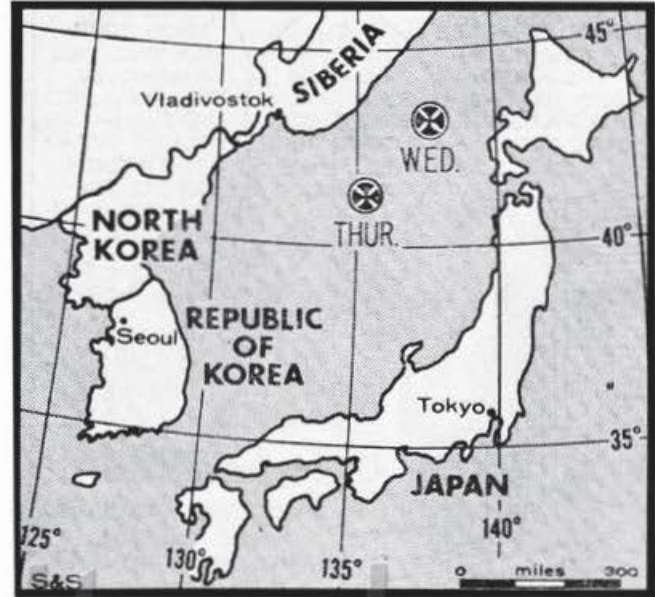 45°
SIBERIA
Vladivostok
WED.
THUR.
NORTH
KOREA
40°
REPUBLIC
OF
KOREA
Seoul
Tokyo
35°
JAPAN
125°
130°
135°
140°
0 miles 300
S&S